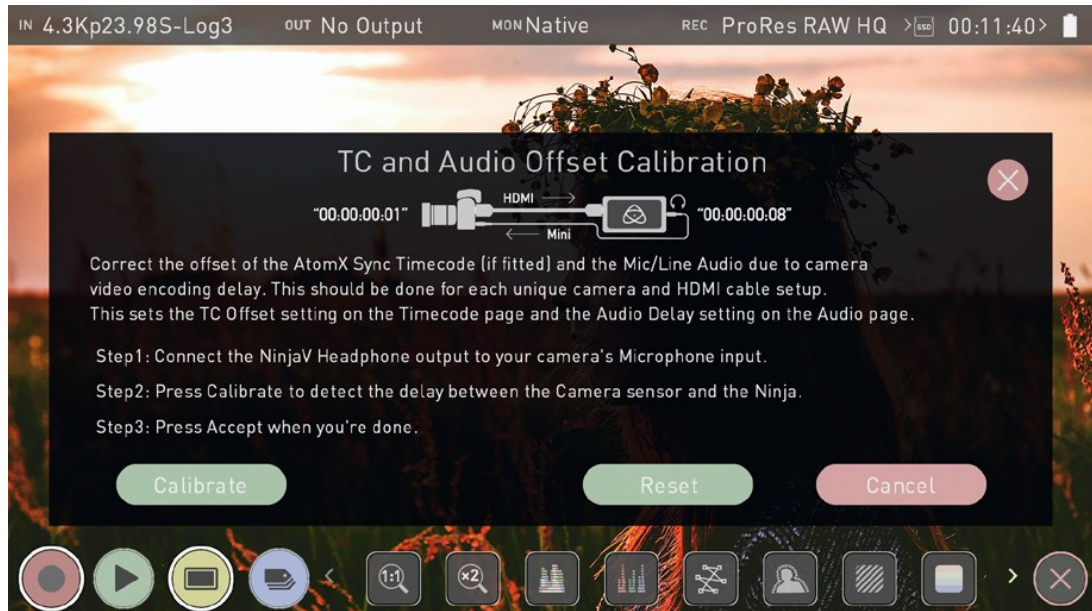 IN 4.3Kp23.98S-Log3 OUT No Output MON Native REC ProRes RAW HQ >SSD 00:11:40>
TC and Audio Offset Calibration
HDMI
"00:00:00:01" "00:00:00:08"
Mini
Correct the offset of the AtomX Sync Timecode (if fitted) and the Mic/Line Audio due to camera
video encoding delay. This should be done for each unique camera and HDMI cable setup.
This sets the TC Offset setting on the Timecode page and the Audio Delay setting on the Audio page.
Step1: Connect the NinjaV Headphone output to your camera's Microphone input.
Step2: Press Calibrate to detect the delay between the Camera sensor and the Ninja.
Step3: Press Accept when you're done.
Calibrate Reset Cancel
< 1:1 x2 >